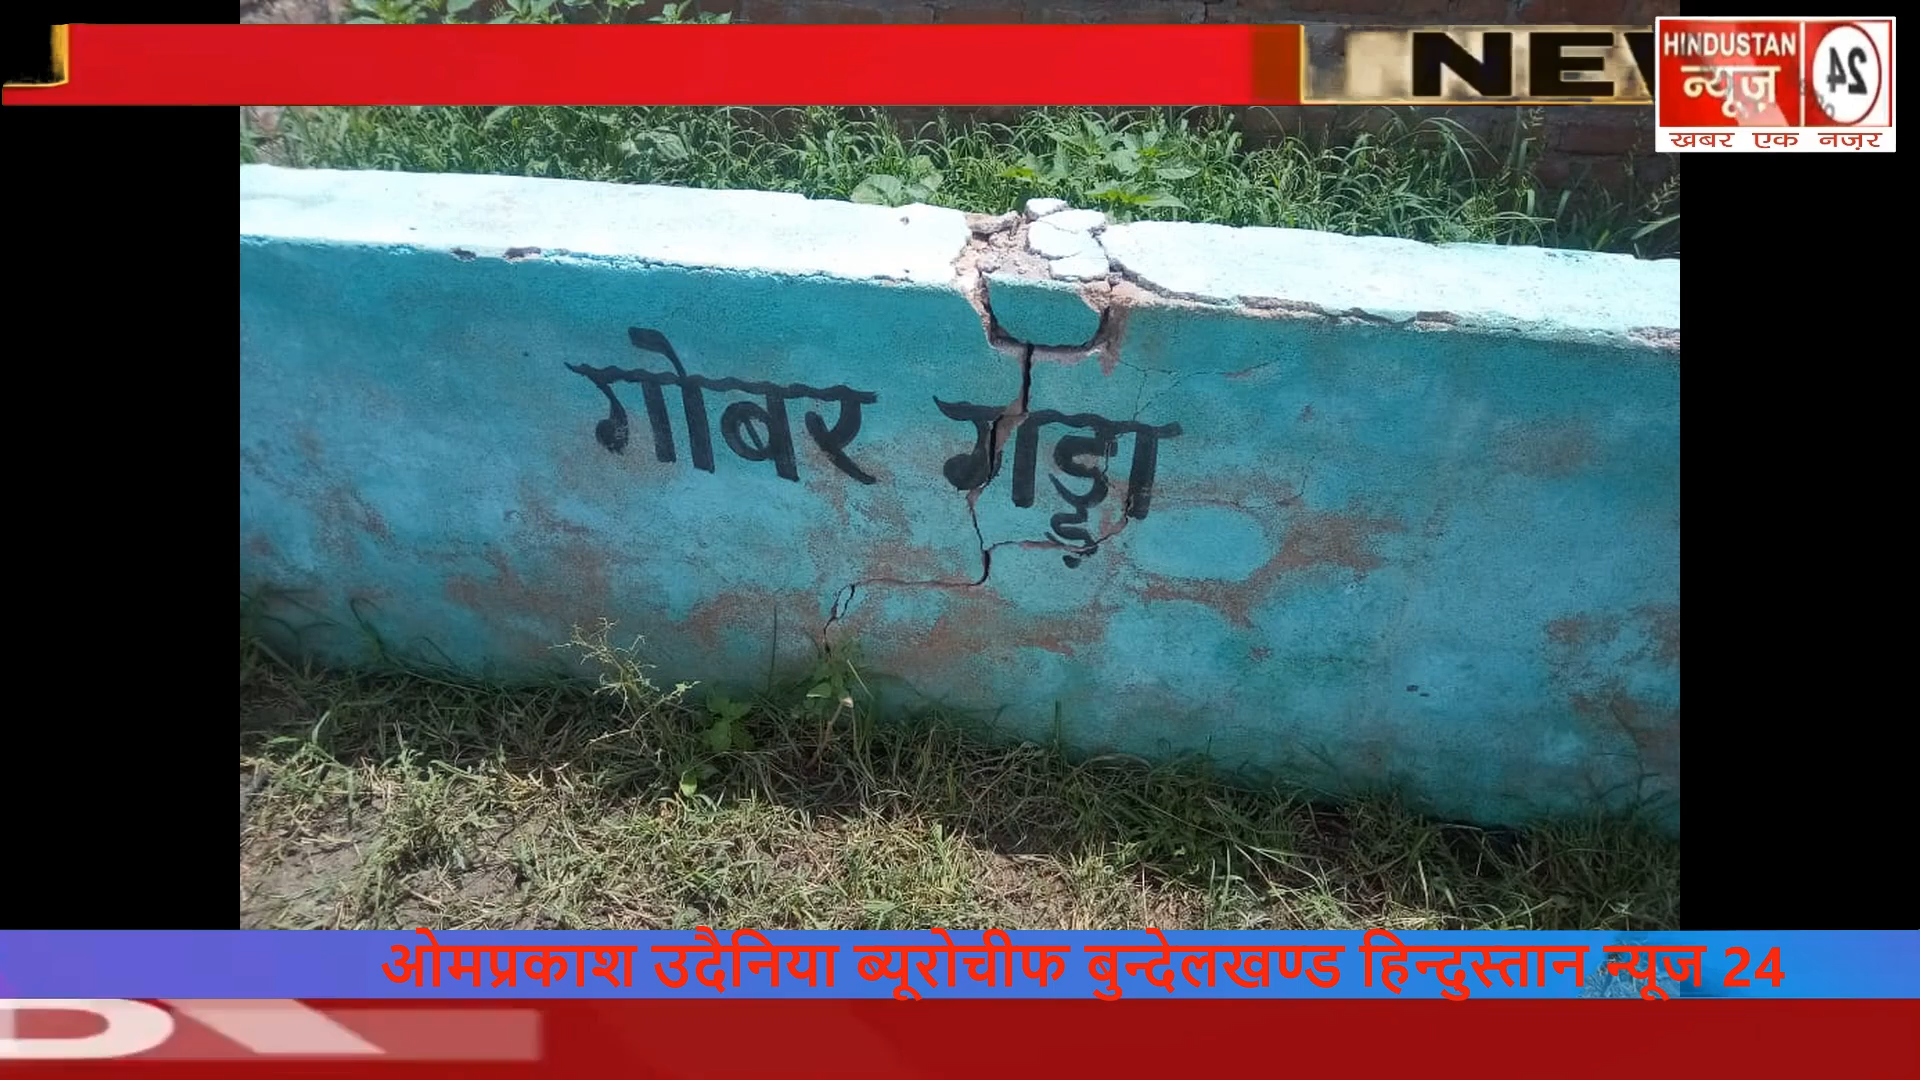 NEW
HINDUSTAN
न्यूज़
24
खबर एक नज़र
गोबर गड्ढा
ओमप्रकाश उदैनिया ब्यूरोचीफ बुन्देलखण्ड हिन्दुस्तान न्यूज 24